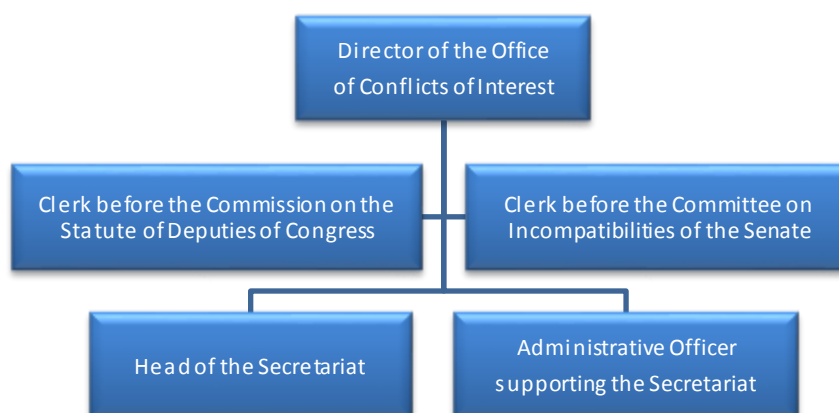 Director of the Office
of Conflicts of Interest
Clerk before the Commission on the
Statute of Deputies of Congress
Clerk before the Committee on
Incompatibilities of the Senate
Head of the Secretariat
Administrative Officer
supporting the Secretariat